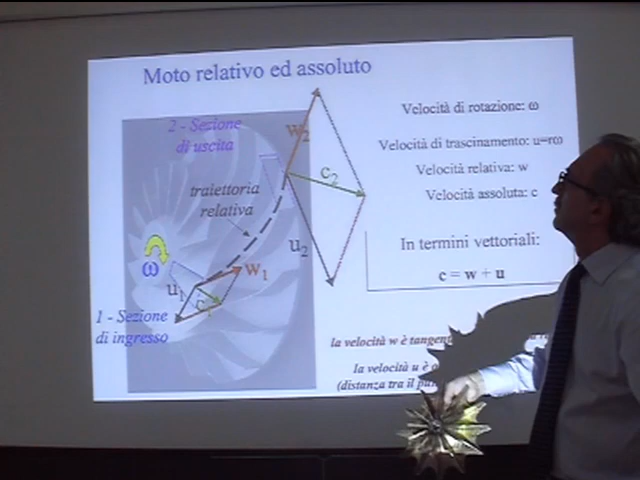 Moto relativo ed assoluto
2 - Sezione
di uscita
w2
c2
traiettoria
relativa
u2
ω
u1
w1
c1
1 - Sezione
di ingresso
Velocità di rotazione: ω
Velocità di trascinamento: u=rω
Velocità relativa: w
Velocità assoluta: c
In termini vettoriali:
c = w + u
la velocità w è
la velocità u è
(distanza tra il